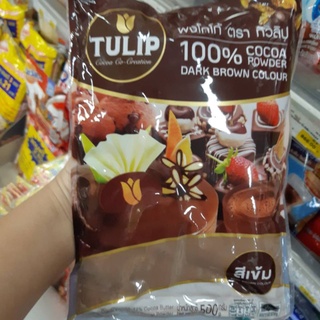 TULIP
Cocoa Co-Creation
ผงโกโก้ ตรา ทิวลิป
100% COCOA POWDER
DARK BROWN COLOUR
สีเข้ม
500